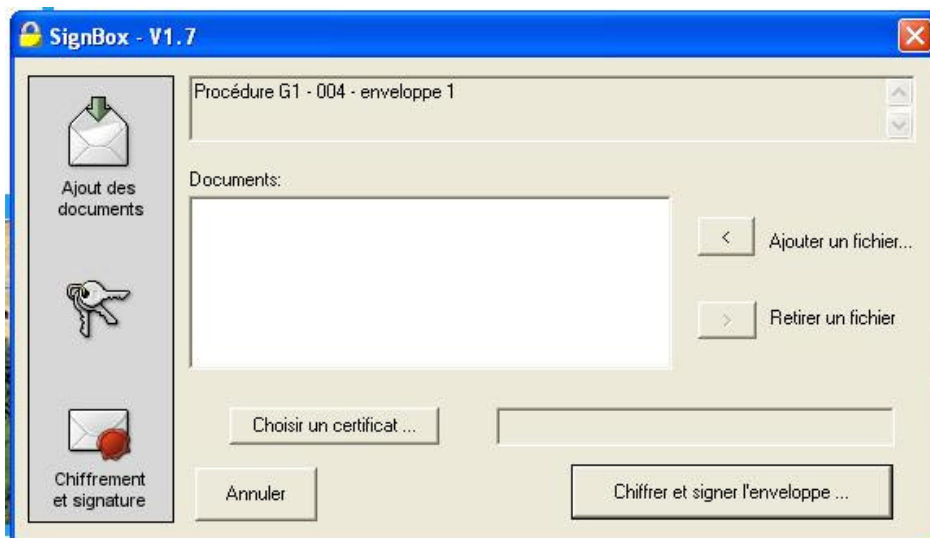 SignBox - V1.7
Procédure G1 - 004 - enveloppe 1
Ajout des
documents
Documents:
<
Ajouter un fichier...
>
Retirer un fichier
Choisir un certificat ...
Chiffrement
et signature
Annuler
Chiffrer et signer l'enveloppe ...